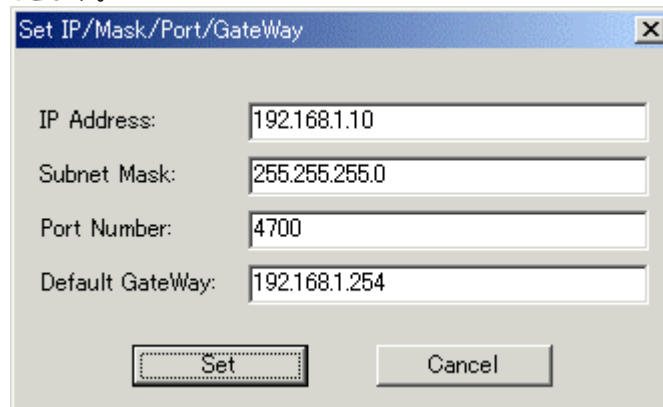 Set IP/Mask/Port/GateWay
IP Address: 192.168.1.10
Subnet Mask: 255.255.255.0
Port Number: 4700
Default GateWay: 192.168.1.254
Set Cancel